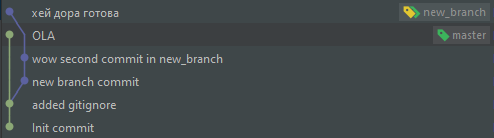 хей дора готова new_branch
OLA master
wow second commit in new_branch
new branch commit
added gitignore
Init commit